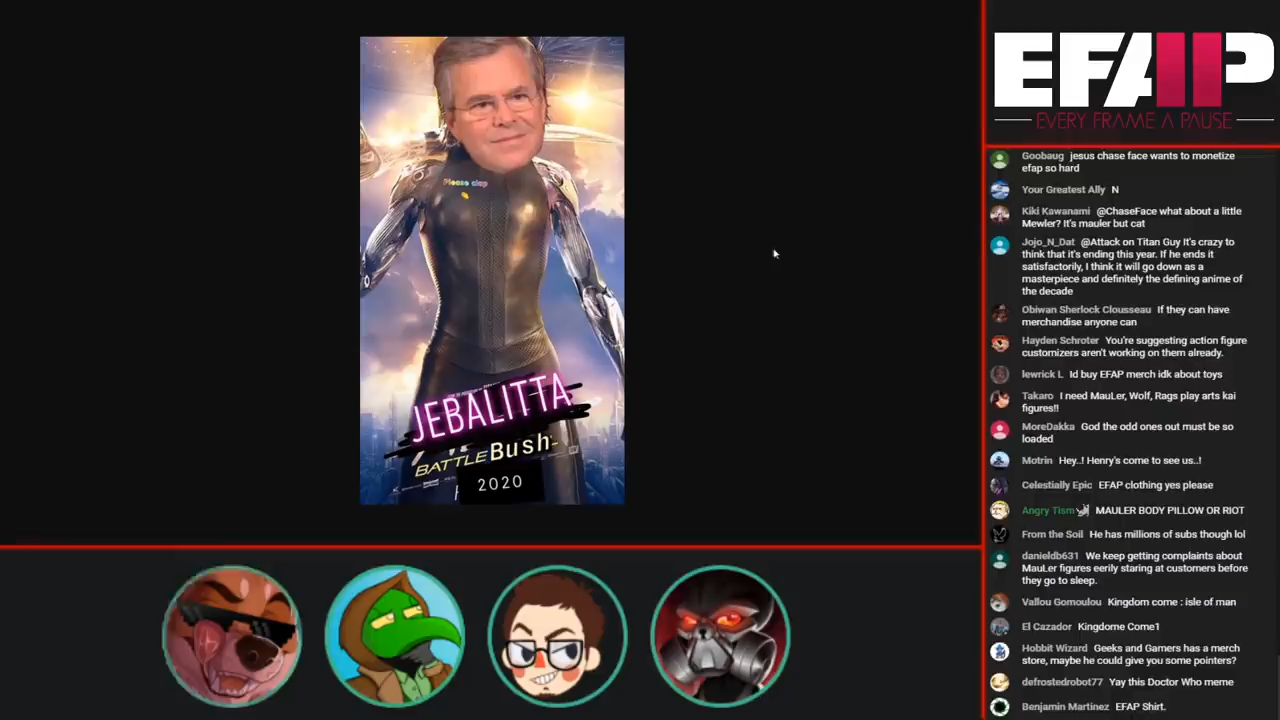 Please clap
JEBALITTA
BATTLE Bush
2020
EFAP
EVERY FRAME A PAUSE
Goobaug jesus chase face wants to monetize
efap so hard
Your Greatest Ally N
Kiki Kawanami @ChaseFace what about a little
Mewler? It's mauler but cat
Jojo_N_Dat @Attack on Titan Guy It's crazy to
think that it's ending this year. If he ends it
satisfactorily, I think it will go down as a
masterpiece and definitely the defining anime of
the decade
Obiwan Sherlock Clousseau If they can have
merchandise anyone can
Hayden Schroter You're suggesting action figure
customizers aren't working on them already.
lewrick L Id buy EFAP merch idk about toys
Takaro I need MauLer, Wolf, Rags play arts kai
figures!!
MoreDakka God the odd ones out must be so
loaded
Motrin Hey..! Henry's come to see us..!
Celestially Epic EFAP clothing yes please
Angry Tism MAULER BODY PILLOW OR RIOT
From the Soil He has millions of subs though lol
danieldb631 We keep getting complaints about
MauLer figures eerily staring at customers before
they go to sleep.
Vallou Gomoulou Kingdom come : isle of man
El Cazador Kingdome Come1
Hobbit Wizard Geeks and Gamers has a merch
store, maybe he could give you some pointers?
defrostedrobot77 Yay this Doctor Who meme
Benjamin Martinez EFAP Shirt.